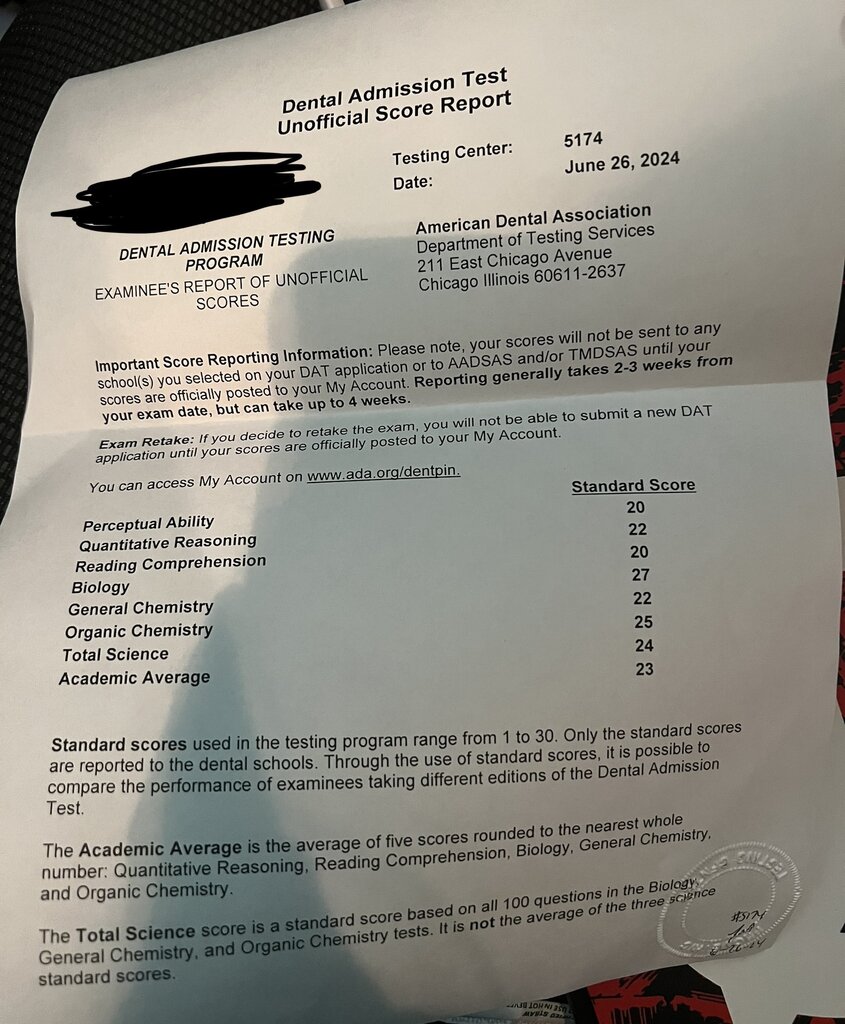 Dental Admission Test
Unofficial Score Report
Testing Center: 5174
Date: June 26, 2024
DENTAL ADMISSION TESTING
PROGRAM
EXAMINEE'S REPORT OF UNOFFICIAL
SCORES
American Dental Association
Department of Testing Services
211 East Chicago Avenue
Chicago Illinois 60611-2637
Important Score Reporting Information: Please note, your scores will not be sent to any
school(s) you selected on your DAT application or to AADSAS and/or TMDSAS until your
scores are officially posted to your My Account. Reporting generally takes 2-3 weeks from
your exam date, but can take up to 4 weeks.
Exam Retake: If you decide to retake the exam, you will not be able to submit a new DAT
application until your scores are officially posted to your My Account.
You can access My Account on www.ada.org/dentpin.
Standard Score
Perceptual Ability 20
Quantitative Reasoning 22
Reading Comprehension 20
Biology 27
General Chemistry 22
Organic Chemistry 25
Total Science 24
Academic Average 23
Standard scores used in the testing program range from 1 to 30. Only the standard scores
are reported to the dental schools. Through the use of standard scores, it is possible to
compare the performance of examinees taking different editions of the Dental Admission
Test.
The Academic Average is the average of five scores rounded to the nearest whole
number: Quantitative Reasoning, Reading Comprehension, Biology, General Chemistry,
and Organic Chemistry.
The Total Science score is a standard score based on all 100 questions in the Biology,
General Chemistry, and Organic Chemistry tests. It is not the average of the three science
standard scores.
#5174
6-26-24